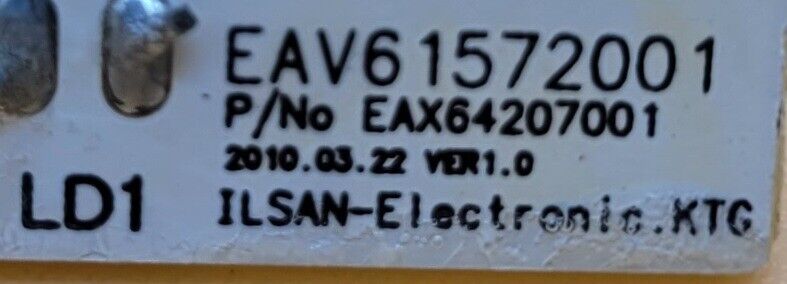 EAV61572001
P/No EAX64207001
2010.03.22 VER1.0
LD1
ILSAN-Electronic.KTG